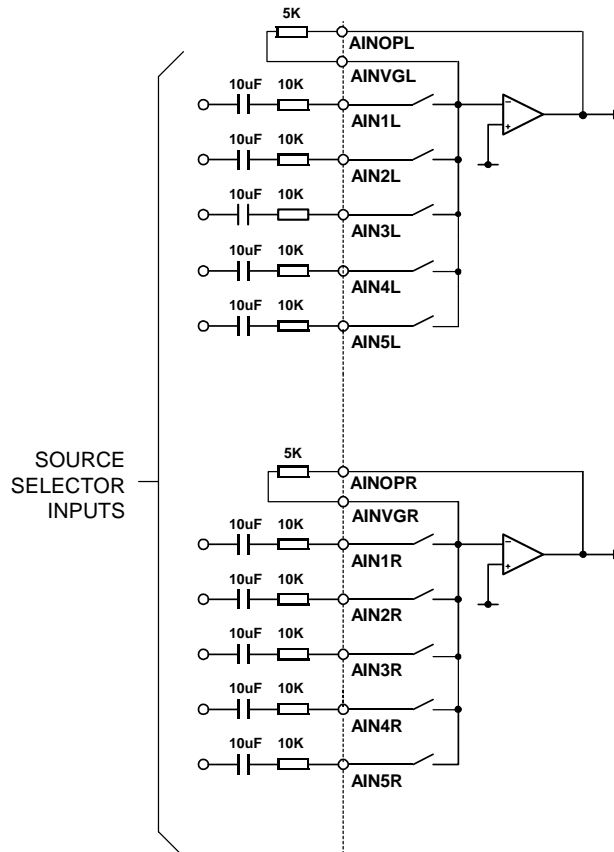 5K
AINOPL
AINVGL
10uF 10K
AIN1L
10uF 10K
AIN2L
10uF 10K
AIN3L
10uF 10K
AIN4L
10uF 10K
AIN5L
SOURCE
SELECTOR
INPUTS
5K
AINOPR
AINVGR
10uF 10K
AIN1R
10uF 10K
AIN2R
10uF 10K
AIN3R
10uF 10K
AIN4R
10uF 10K
AIN5R